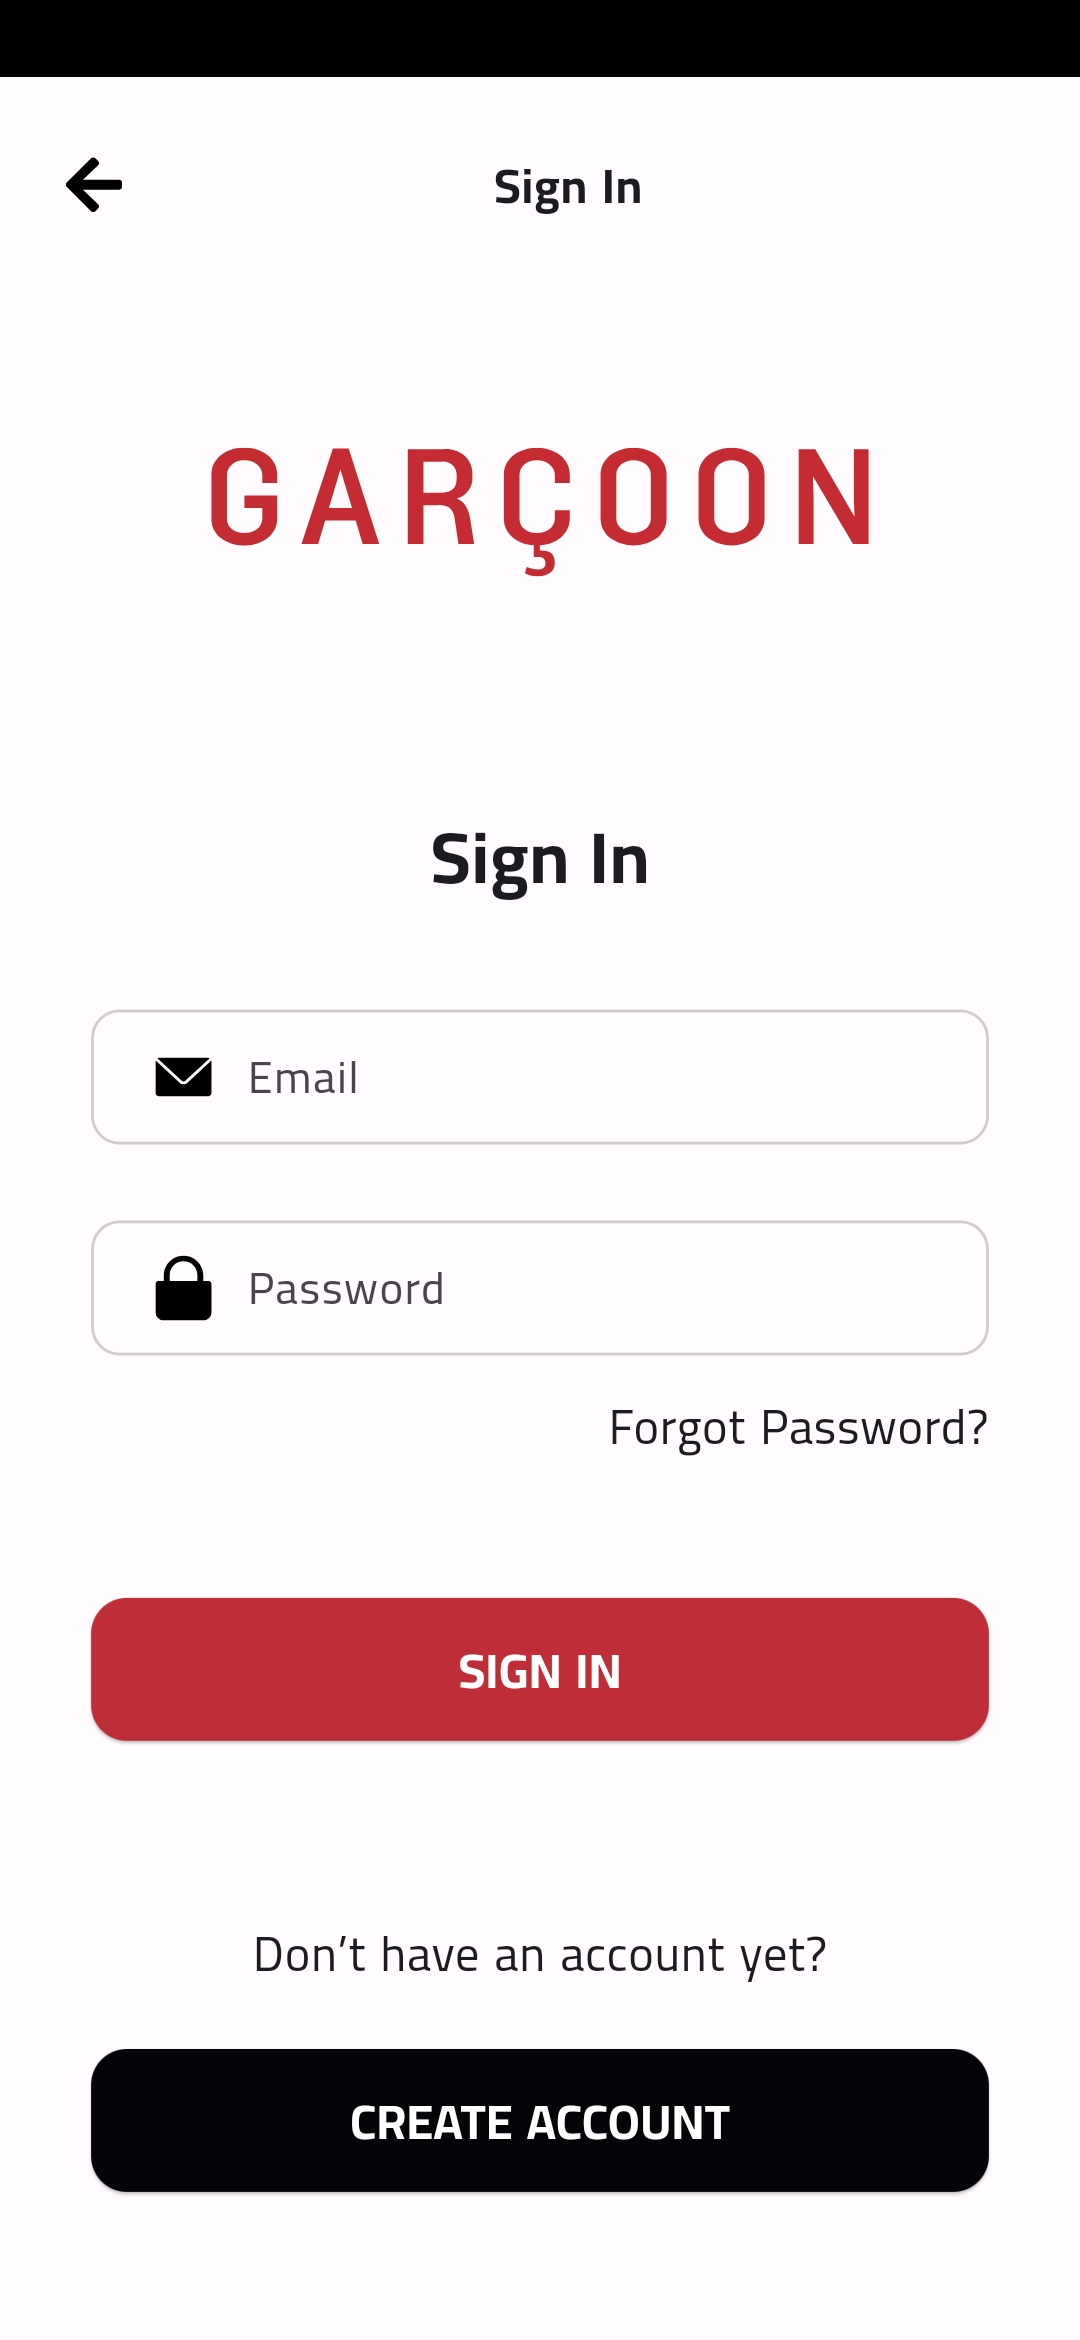 Sign In
GARÇOON
Sign In
Email
Password
Forgot Password?
SIGN IN
Don’t have an account yet?
CREATE ACCOUNT